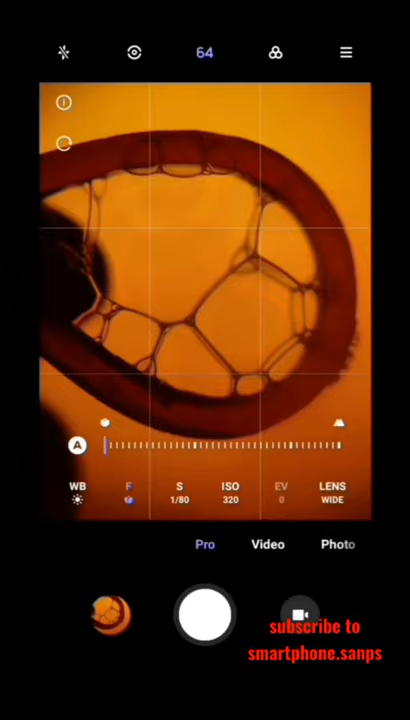 64
A
WB F S ISO EV LENS
1/80 320 0 WIDE
Pro Video Photo
subscribe to
smartphone.sanps